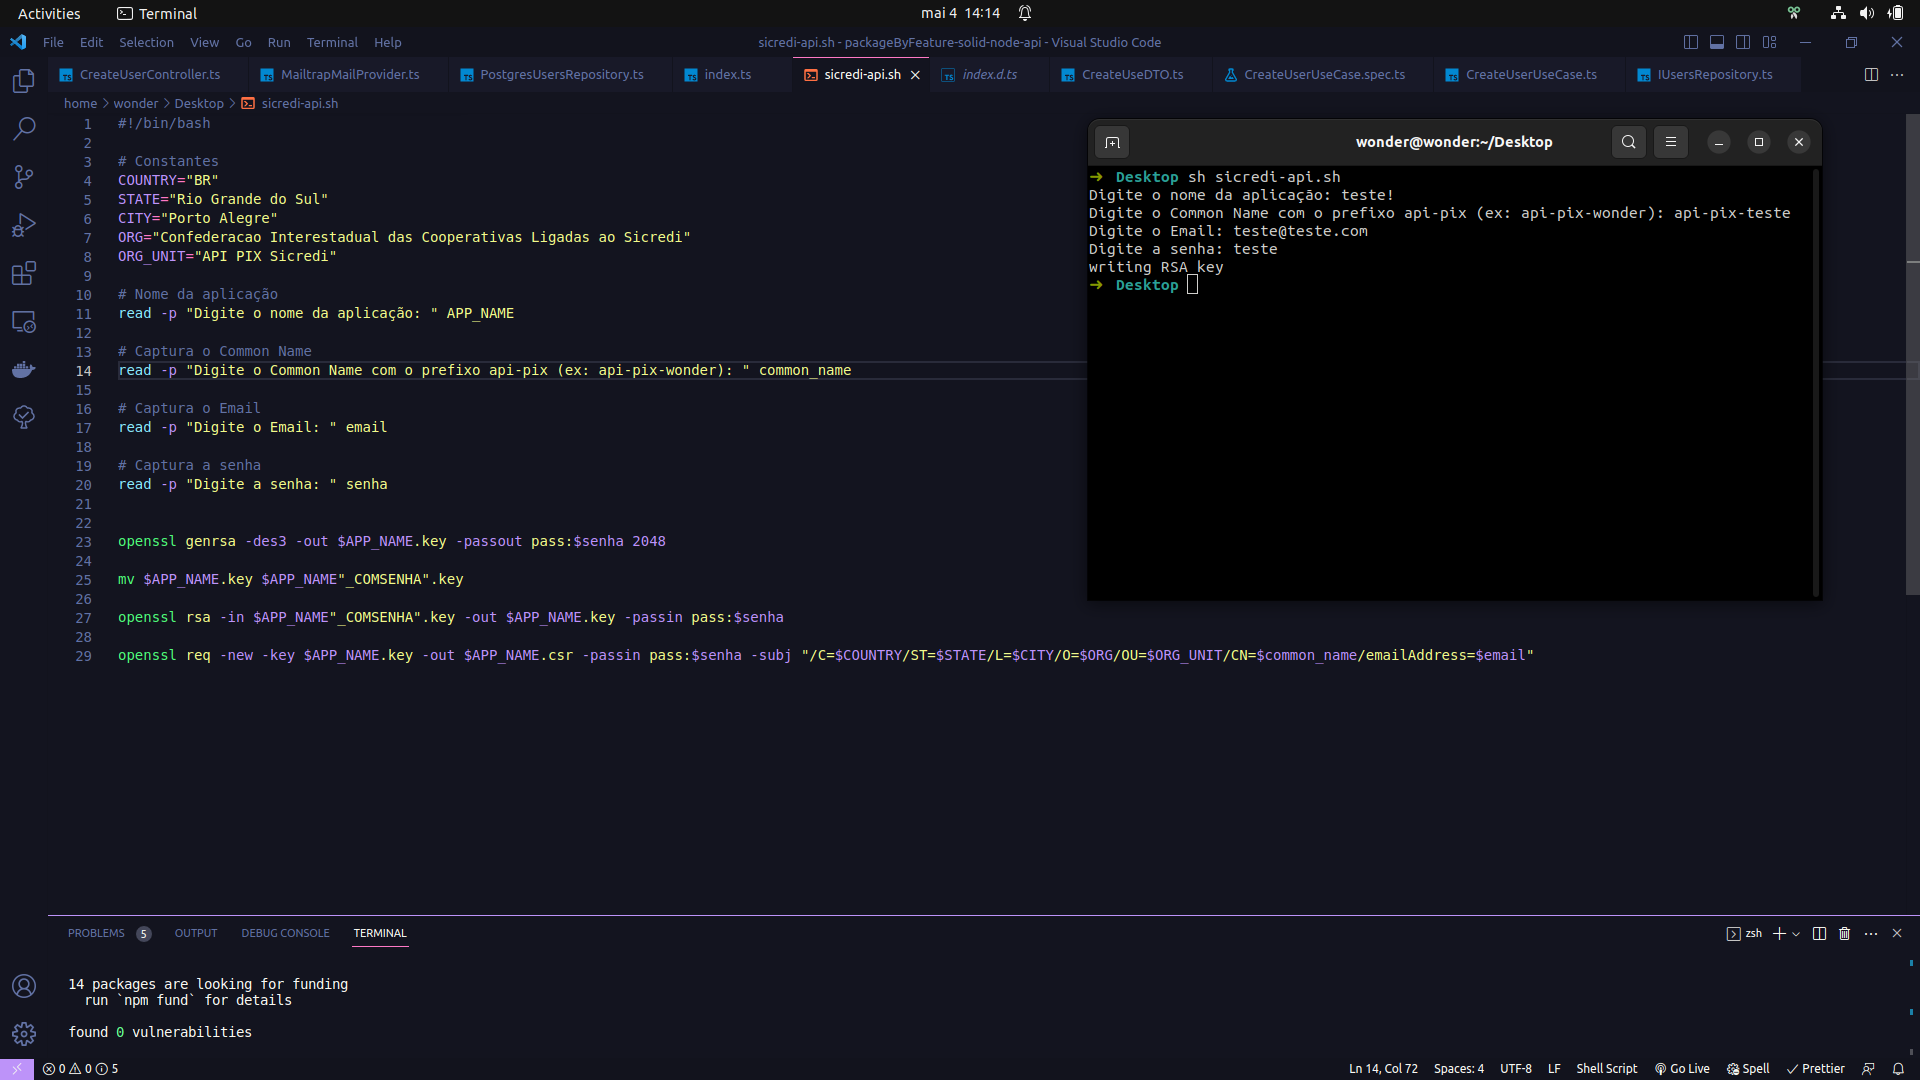 Activities Terminal mai 4 14:14
File Edit Selection View Go Run Terminal Help sicredi-api.sh - packageByFeature-solid-node-api - Visual Studio Code
CreateUserController.ts MailtrapMailProvider.ts PostgresUsersRepository.ts index.ts sicredi-api.sh index.d.ts CreateUseDTO.ts CreateUserUseCase.spec.ts CreateUserUseCase.ts IUsersRepository.ts
home > wonder > Desktop > sicredi-api.sh
1 #!/bin/bash
2
3 # Constantes
4 COUNTRY="BR"
5 STATE="Rio Grande do Sul"
6 CITY="Porto Alegre"
7 ORG="Confederacao Interestadual das Cooperativas Ligadas ao Sicredi"
8 ORG_UNIT="API PIX Sicredi"
9
10 # Nome da aplicação
11 read -p "Digite o nome da aplicação: " APP_NAME
12
13 # Captura o Common Name
14 read -p "Digite o Common Name com o prefixo api-pix (ex: api-pix-wonder): " common_name
15
16 # Captura o Email
17 read -p "Digite o Email: " email
18
19 # Captura a senha
20 read -p "Digite a senha: " senha
21
22
23 openssl genrsa -des3 -out $APP_NAME.key -passout pass:$senha 2048
24
25 mv $APP_NAME.key $APP_NAME"_COMSENHA".key
26
27 openssl rsa -in $APP_NAME"_COMSENHA".key -out $APP_NAME.key -passin pass:$senha
28
29 openssl req -new -key $APP_NAME.key -out $APP_NAME.csr -passin pass:$senha -subj "/C=$COUNTRY/ST=$STATE/L=$CITY/O=$ORG/OU=$ORG_UNIT/CN=$common_name/emailAddress=$email"
wonder@wonder:~/Desktop
➜ Desktop sh sicredi-api.sh
Digite o nome da aplicação: teste!
Digite o Common Name com o prefixo api-pix (ex: api-pix-wonder): api-pix-teste
Digite o Email: teste@teste.com
Digite a senha: teste
writing RSA key
➜ Desktop
PROBLEMS 5 OUTPUT DEBUG CONSOLE TERMINAL zsh
14 packages are looking for funding
run `npm fund` for details
found 0 vulnerabilities
0 0 5 Ln 14, Col 72 Spaces: 4 UTF-8 LF Shell Script Go Live Spell Prettier